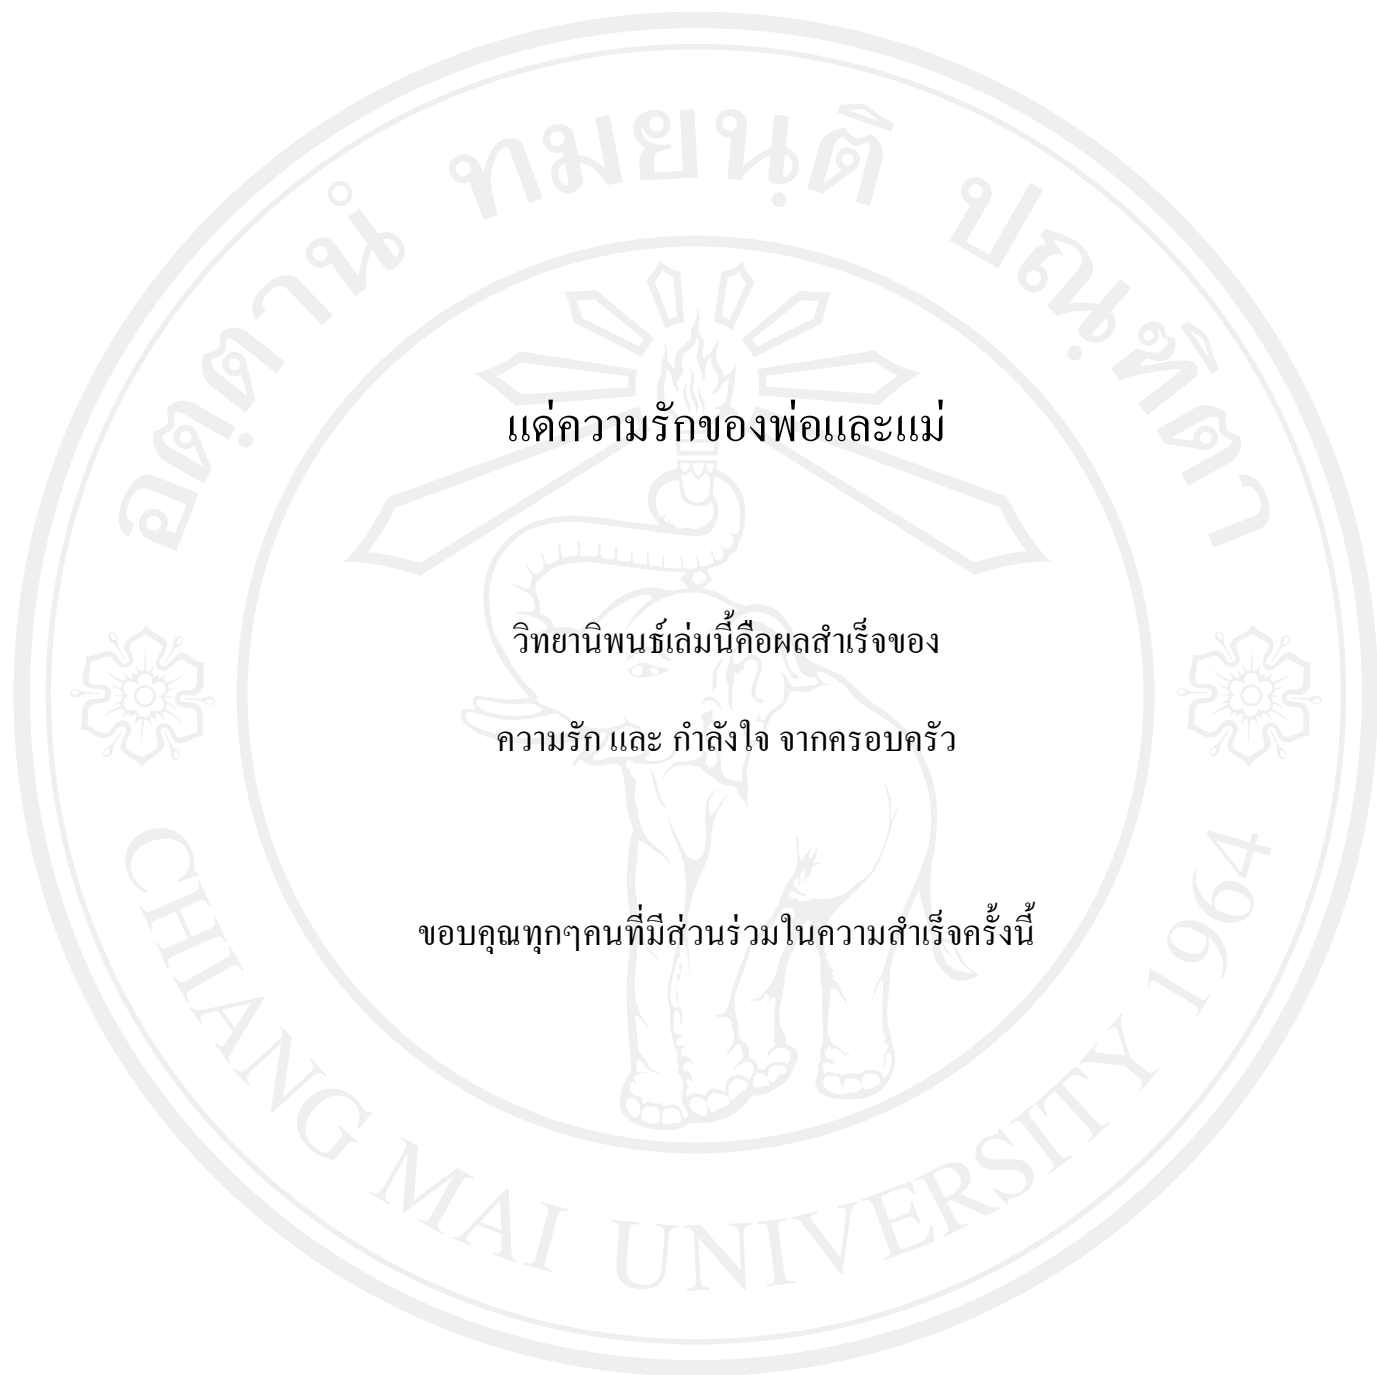 อตฺตานํ ทมยนฺติ ปณฺฑิตา
แด่ความรักของพ่อและแม่
วิทยานิพนธ์เล่มนี้คือผลสำเร็จของ
ความรัก และ กำลังใจ จากครอบครัว
ขอบคุณทุกๆคนที่มีส่วนร่วมในความสำเร็จครั้งนี้
CHIANG MAI UNIVERSITY 1964